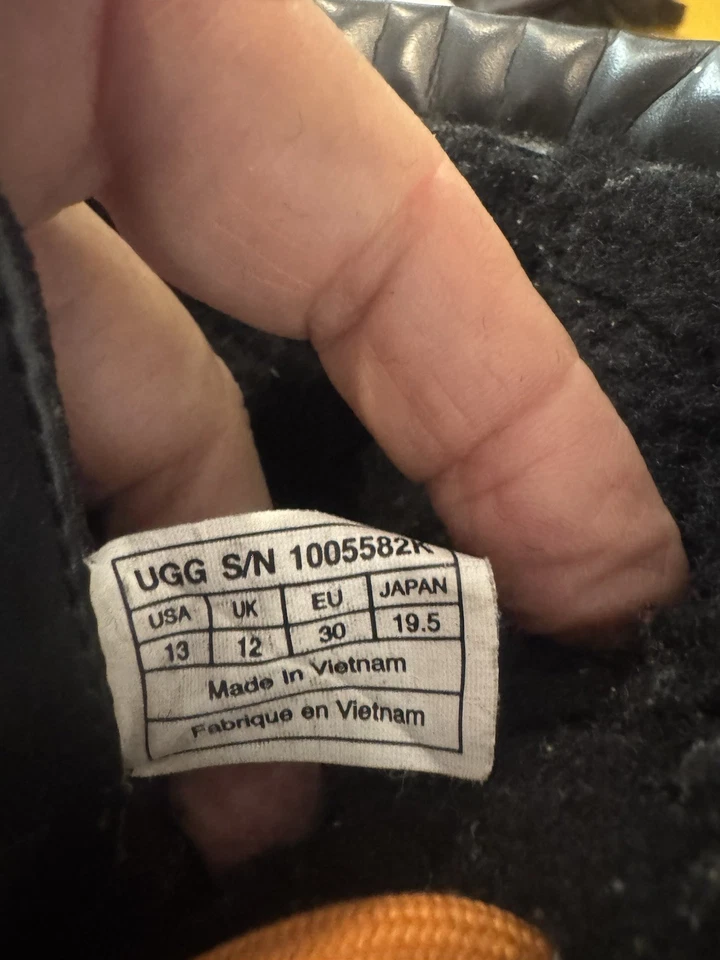 UGG S/N 1005582K
USA UK EU JAPAN
13 12 30 19.5
Made In Vietnam
Fabrique en Vietnam